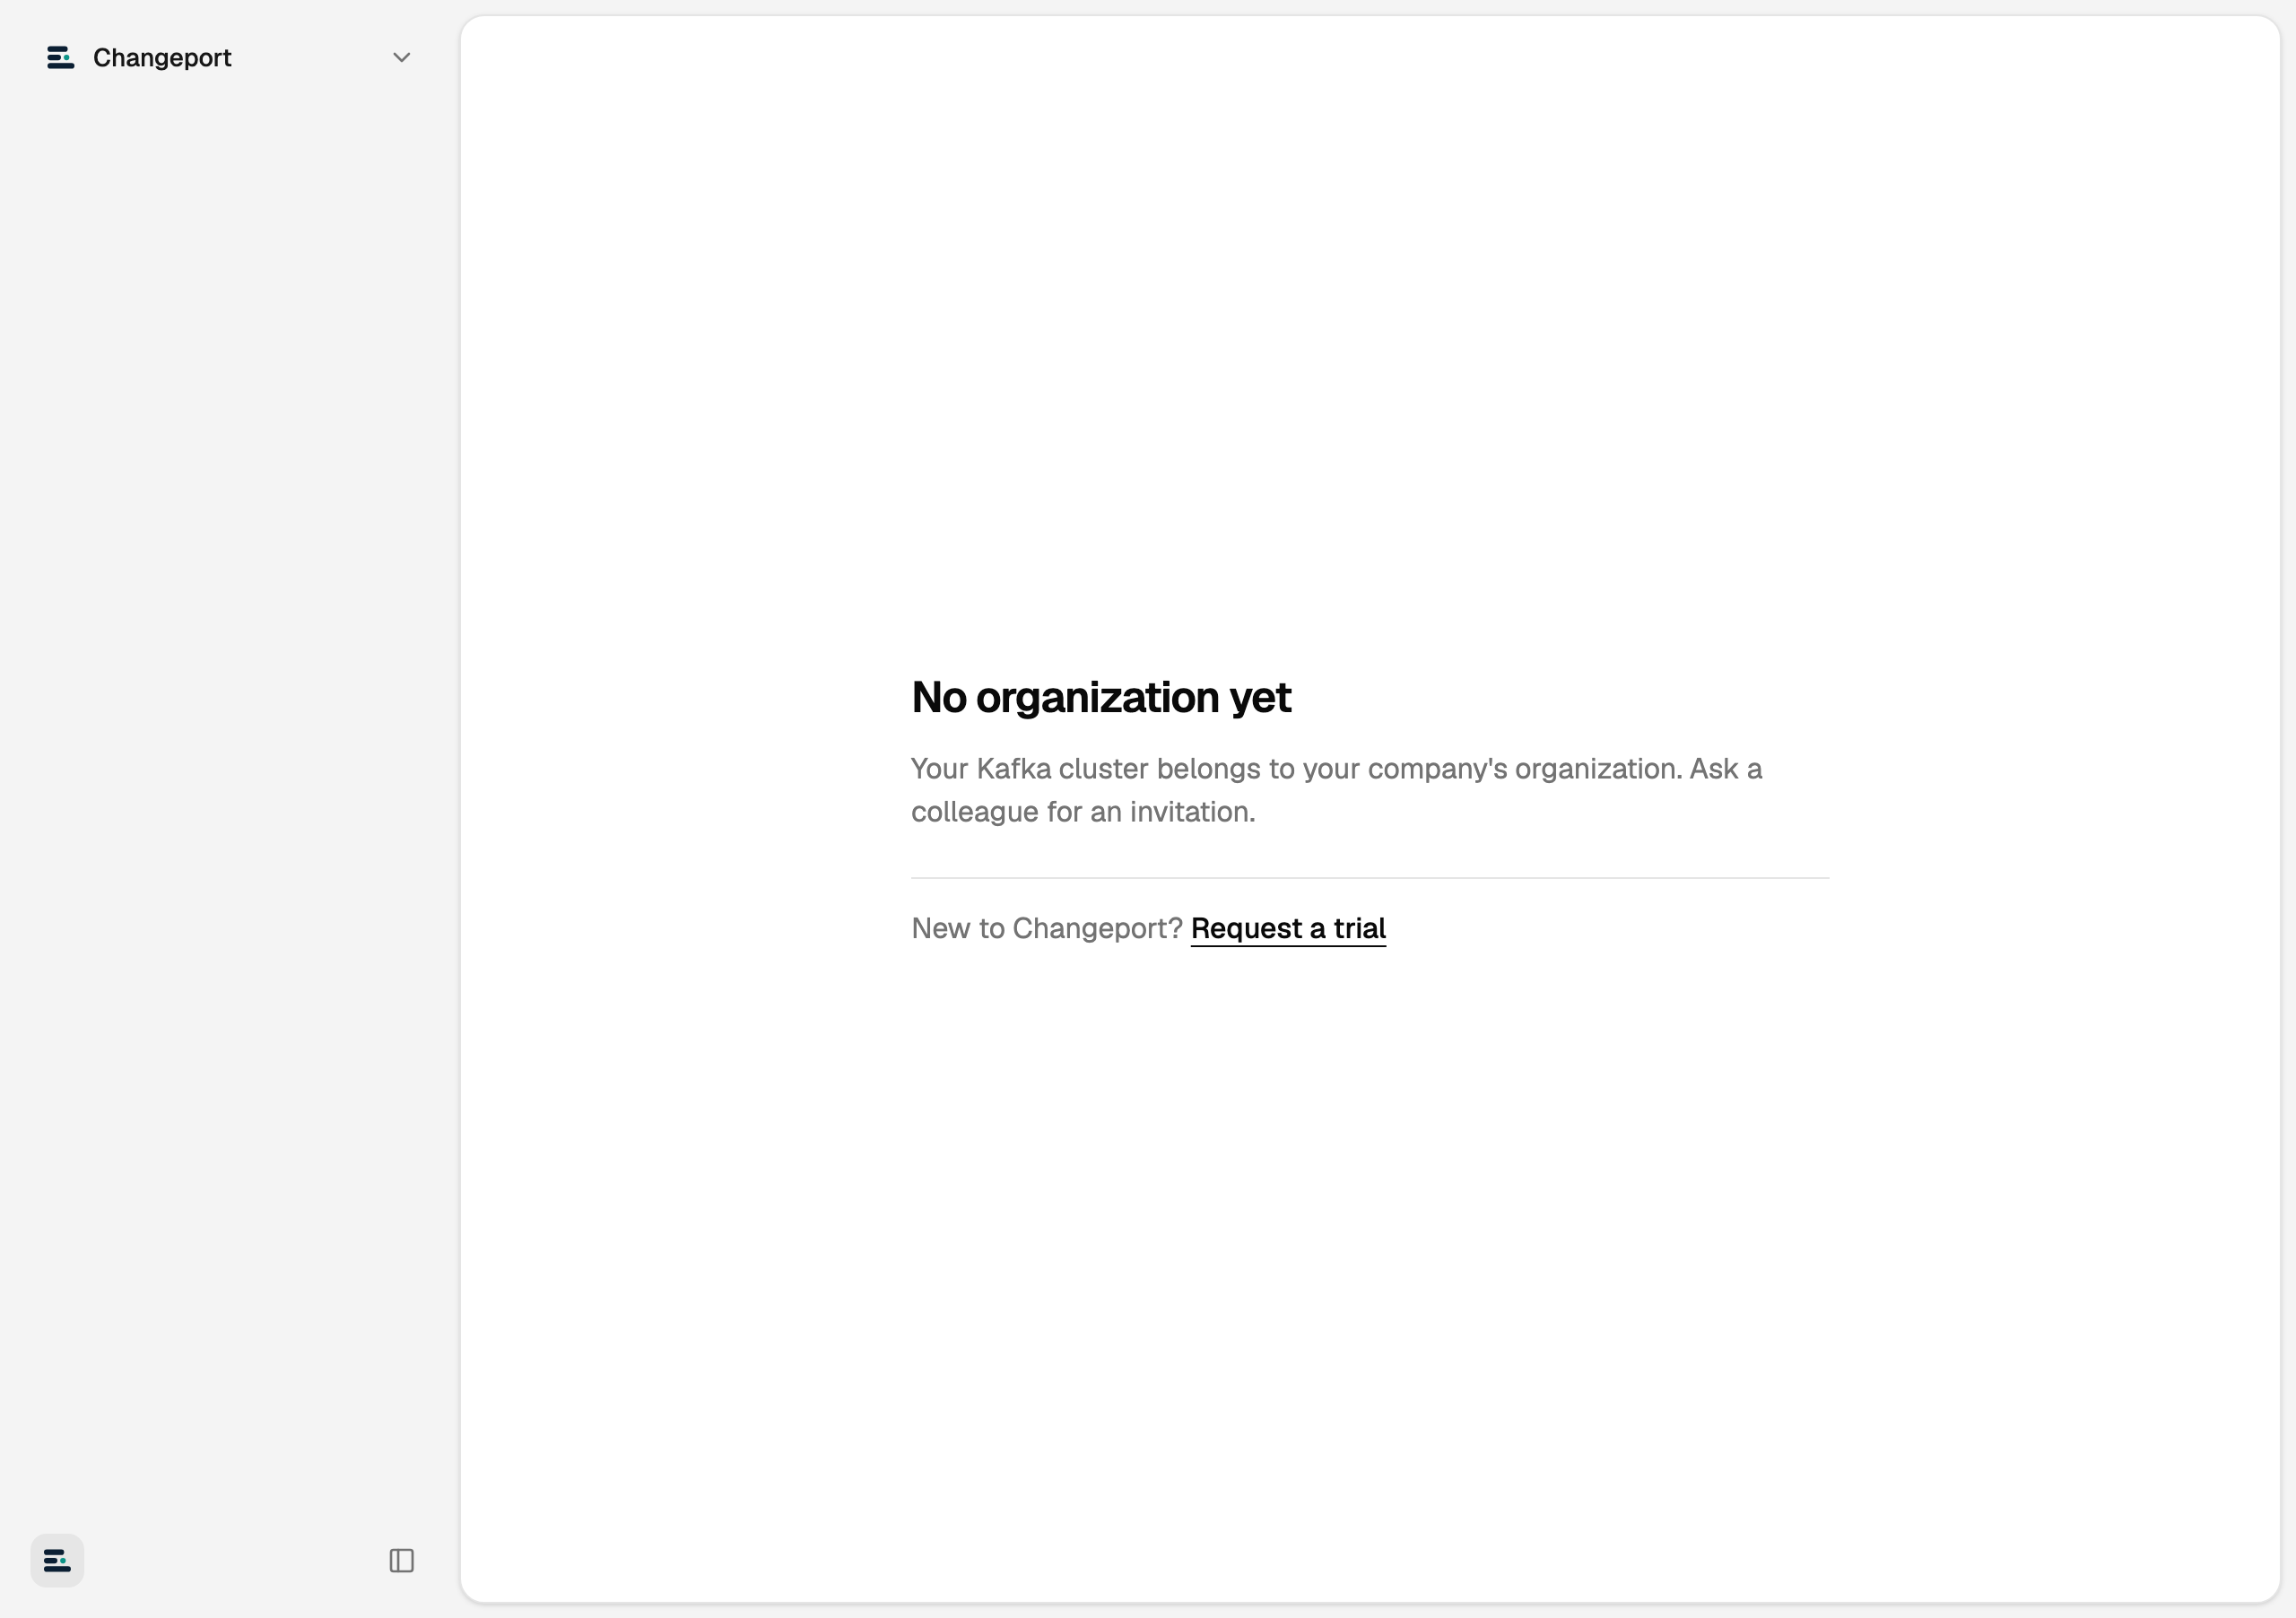 Changeport
No organization yet
Your Kafka cluster belongs to your company's organization. Ask a
colleague for an invitation.
New to Changeport? Request a trial